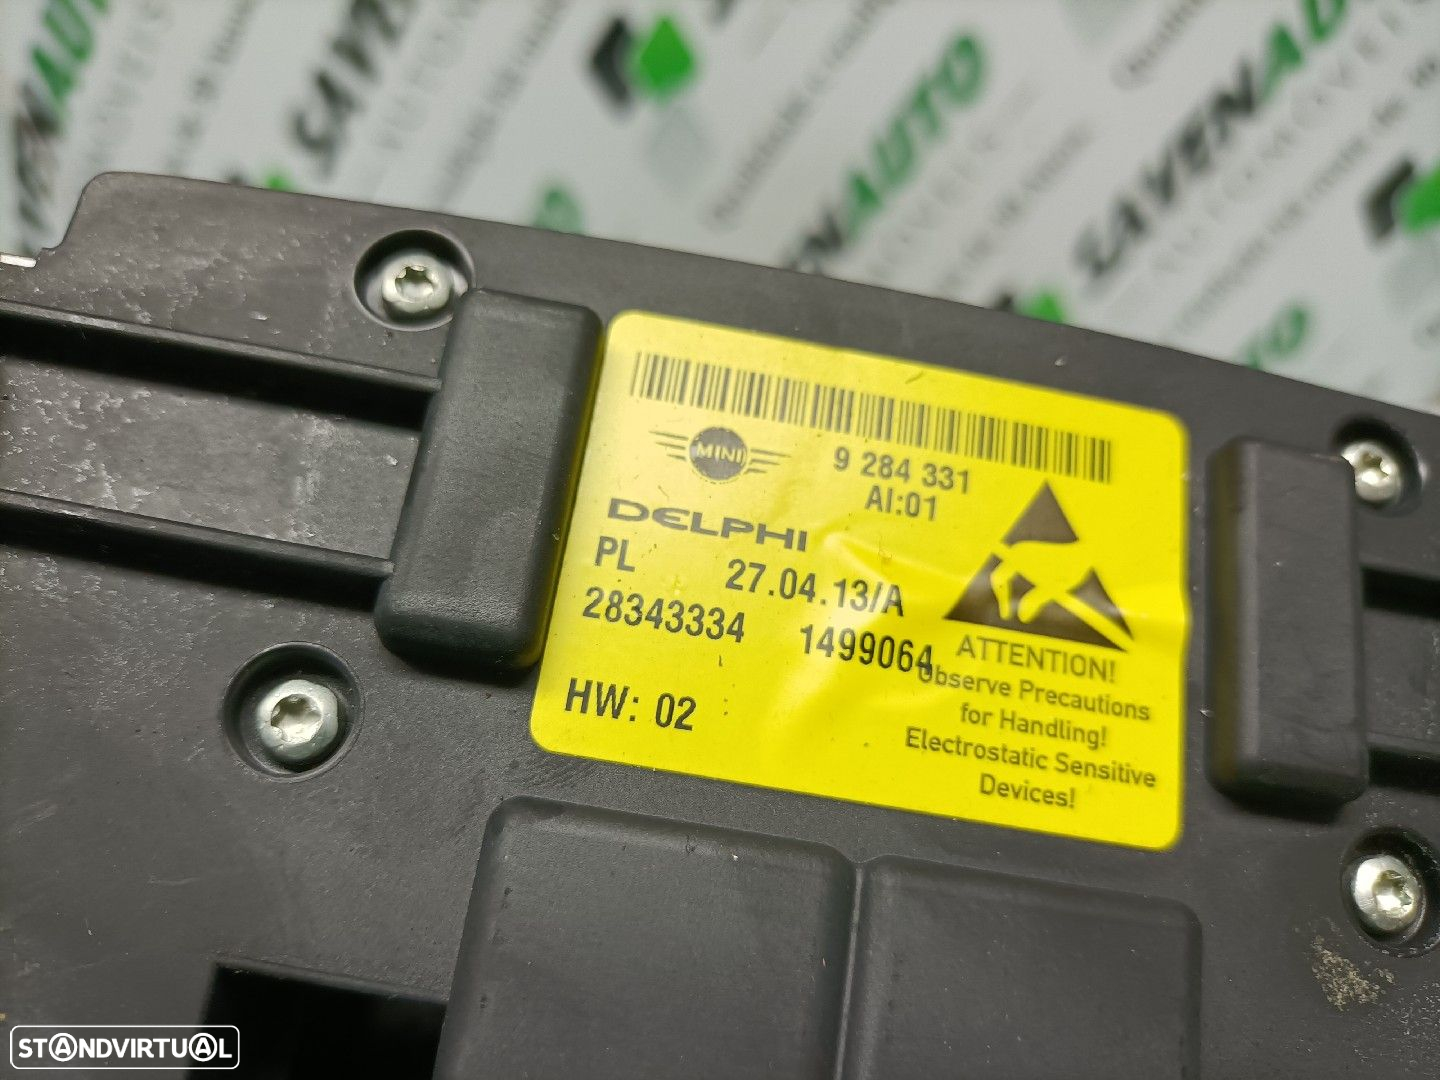 SAVENAUTO
MINI
9 284 331
AI:01
DELPHI
PL 27.04.13/A
28343334 1499064
HW: 02
ATTENTION!
Observe Precautions
for Handling!
Electrostatic Sensitive
Devices!
STANDVIRTUAL